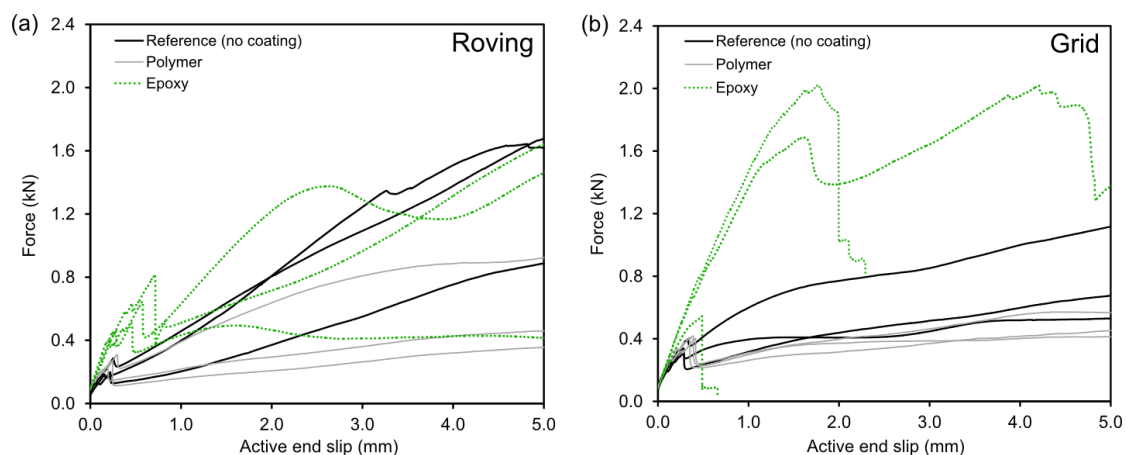 (a)
Roving
Reference (no coating)
Polymer
Epoxy
Force (kN)
2.4
2.0
1.6
1.2
0.8
0.4
0.0
0.0 1.0 2.0 3.0 4.0 5.0
Active end slip (mm)
(b)
Grid
Reference (no coating)
Polymer
Epoxy
Force (kN)
2.4
2.0
1.6
1.2
0.8
0.4
0.0
0.0 1.0 2.0 3.0 4.0 5.0
Active end slip (mm)